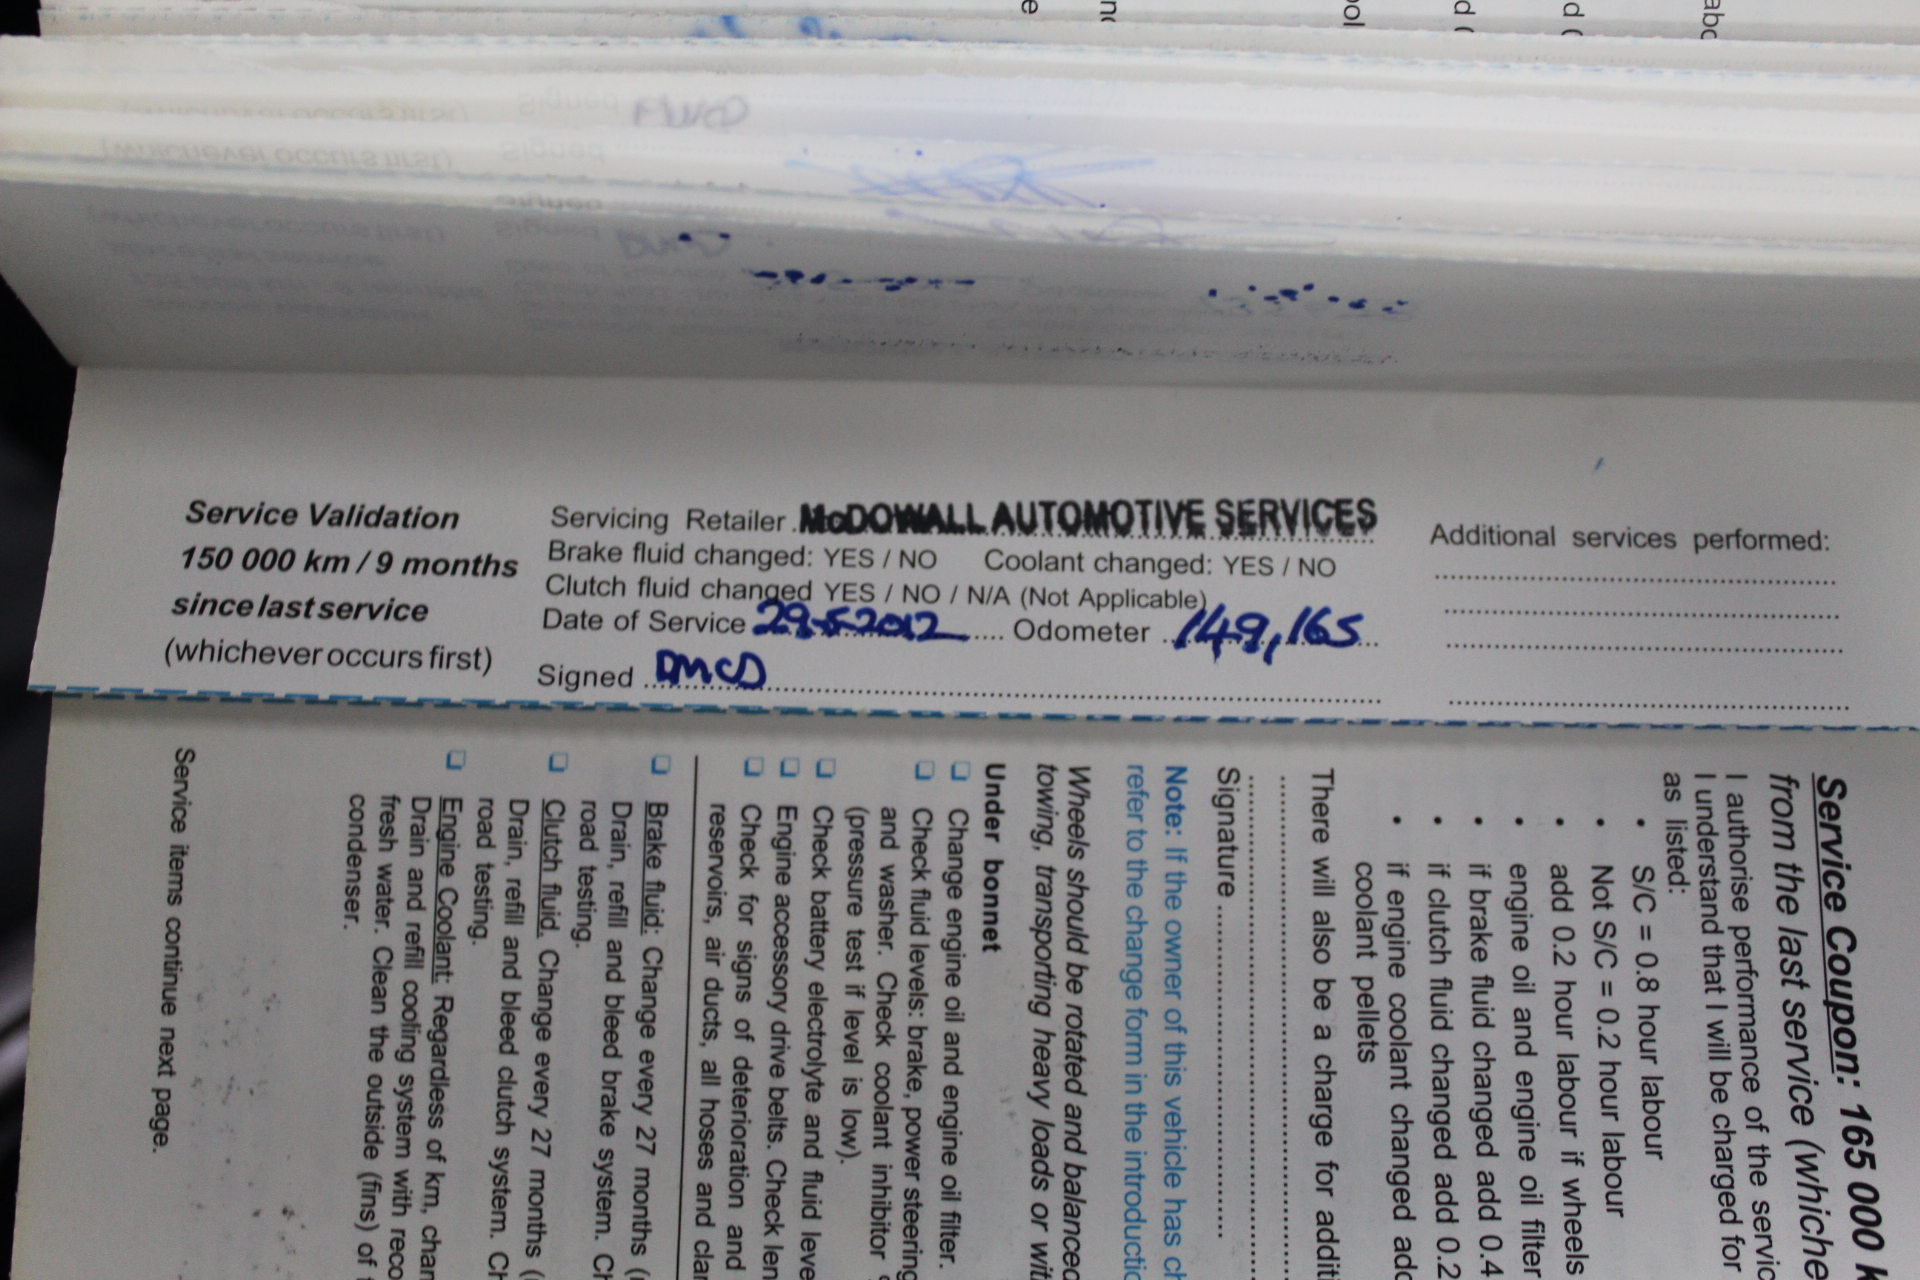 Service Validation
150 000 km / 9 months
since last service
(whichever occurs first)
Servicing Retailer McDOWALL AUTOMOTIVE SERVICES
Brake fluid changed: YES / NO Coolant changed: YES / NO
Clutch fluid changed YES / NO / N/A (Not Applicable)
Date of Service 29-5-2012 Odometer 149,165
Signed DMCD
Additional services performed:
Service Coupon: 165 000 k
from the last service (whiche
I authorise performance of the servic
I understand that I will be charged for
as listed:
• S/C = 0.8 hour labour
• Not S/C = 0.2 hour labour
• add 0.2 hour labour if wheels
• engine oil and engine oil filter
• if brake fluid changed add 0.4
• if clutch fluid changed add 0.2
• if engine coolant changed add
coolant pellets
There will also be a charge for additi
Signature
Note: If the owner of this vehicle has ch
refer to the change form in the introductio
Wheels should be rotated and balanced
towing, transporting heavy loads or wit
Under bonnet
❏ Change engine oil and engine oil filter.
❏ Check fluid levels: brake, power steering
and washer. Check coolant inhibitor
(pressure test if level is low).
❏ Check battery electrolyte and fluid leve
❏ Engine accessory drive belts. Check len
❏ Check for signs of deterioration and
reservoirs, air ducts, all hoses and clar
❏ Brake fluid: Change every 27 months (
Drain, refill and bleed brake system. Ch
road testing.
❏ Clutch fluid. Change every 27 months (
Drain, refill and bleed clutch system. Ch
road testing.
❏ Engine Coolant: Regardless of km, chan
Drain and refill cooling system with reco
fresh water. Clean the outside (fins) of
condenser.
Service items continue next page.